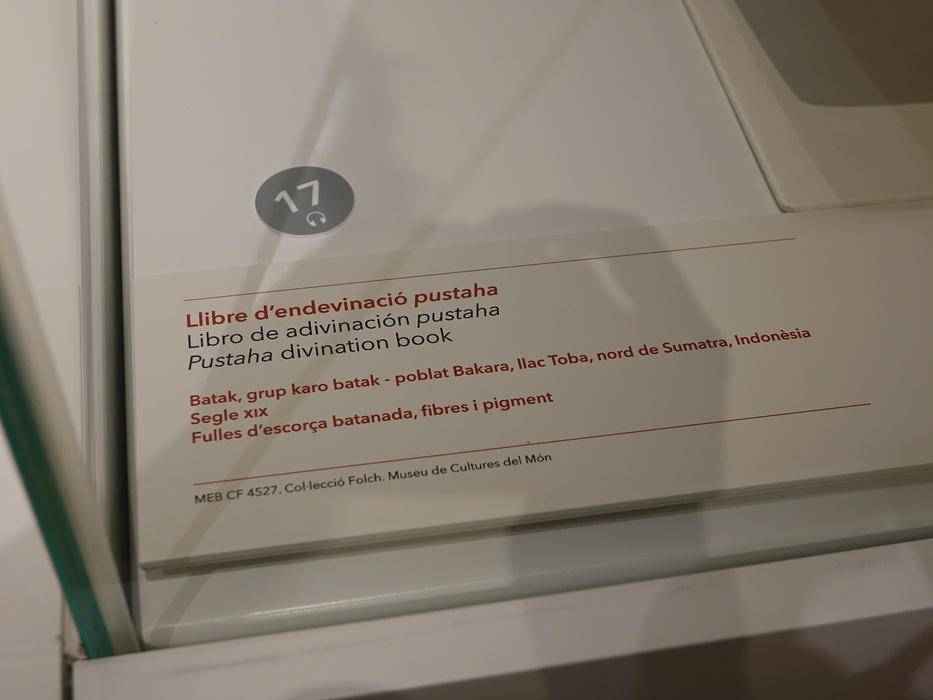 17
Llibre d'endevinació pustaha
Libro de adivinación pustaha
Pustaha divination book
Batak, grup karo batak - poblat Bakara, llac Toba, nord de Sumatra, Indonèsia
Segle XIX
Fulles d'escorça batanada, fibres i pigment
MEB CF 4527. Col·lecció Folch. Museu de Cultures del Món